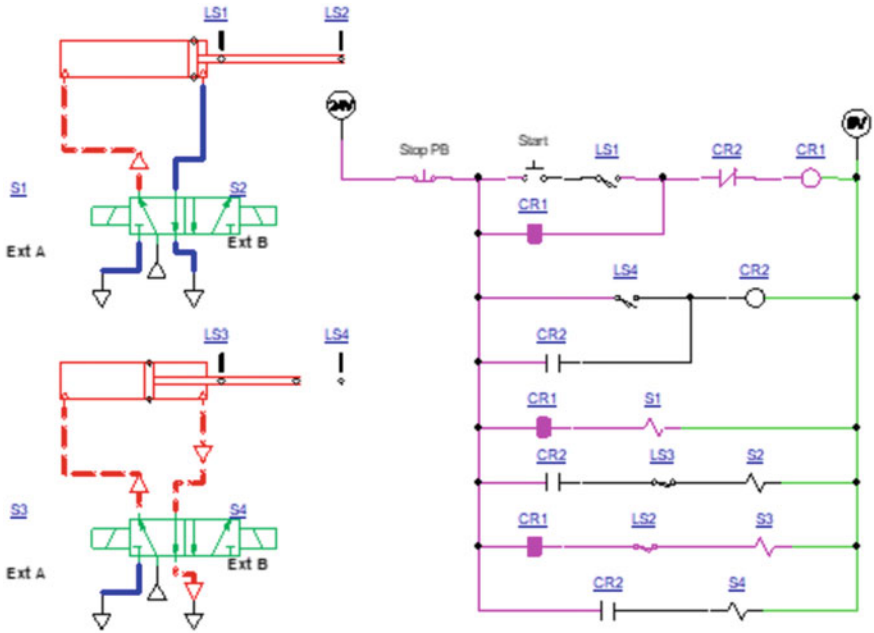 LS1 LS2
24V
0V
Stop PB Start LS1 CR2 CR1
S1 S2
CR1
Ext A Ext B
LS4 CR2
LS3 LS4
CR2
CR1 S1
CR2 LS3 S2
S3 S4
CR1 LS2 S3
Ext A Ext B
CR2 S4